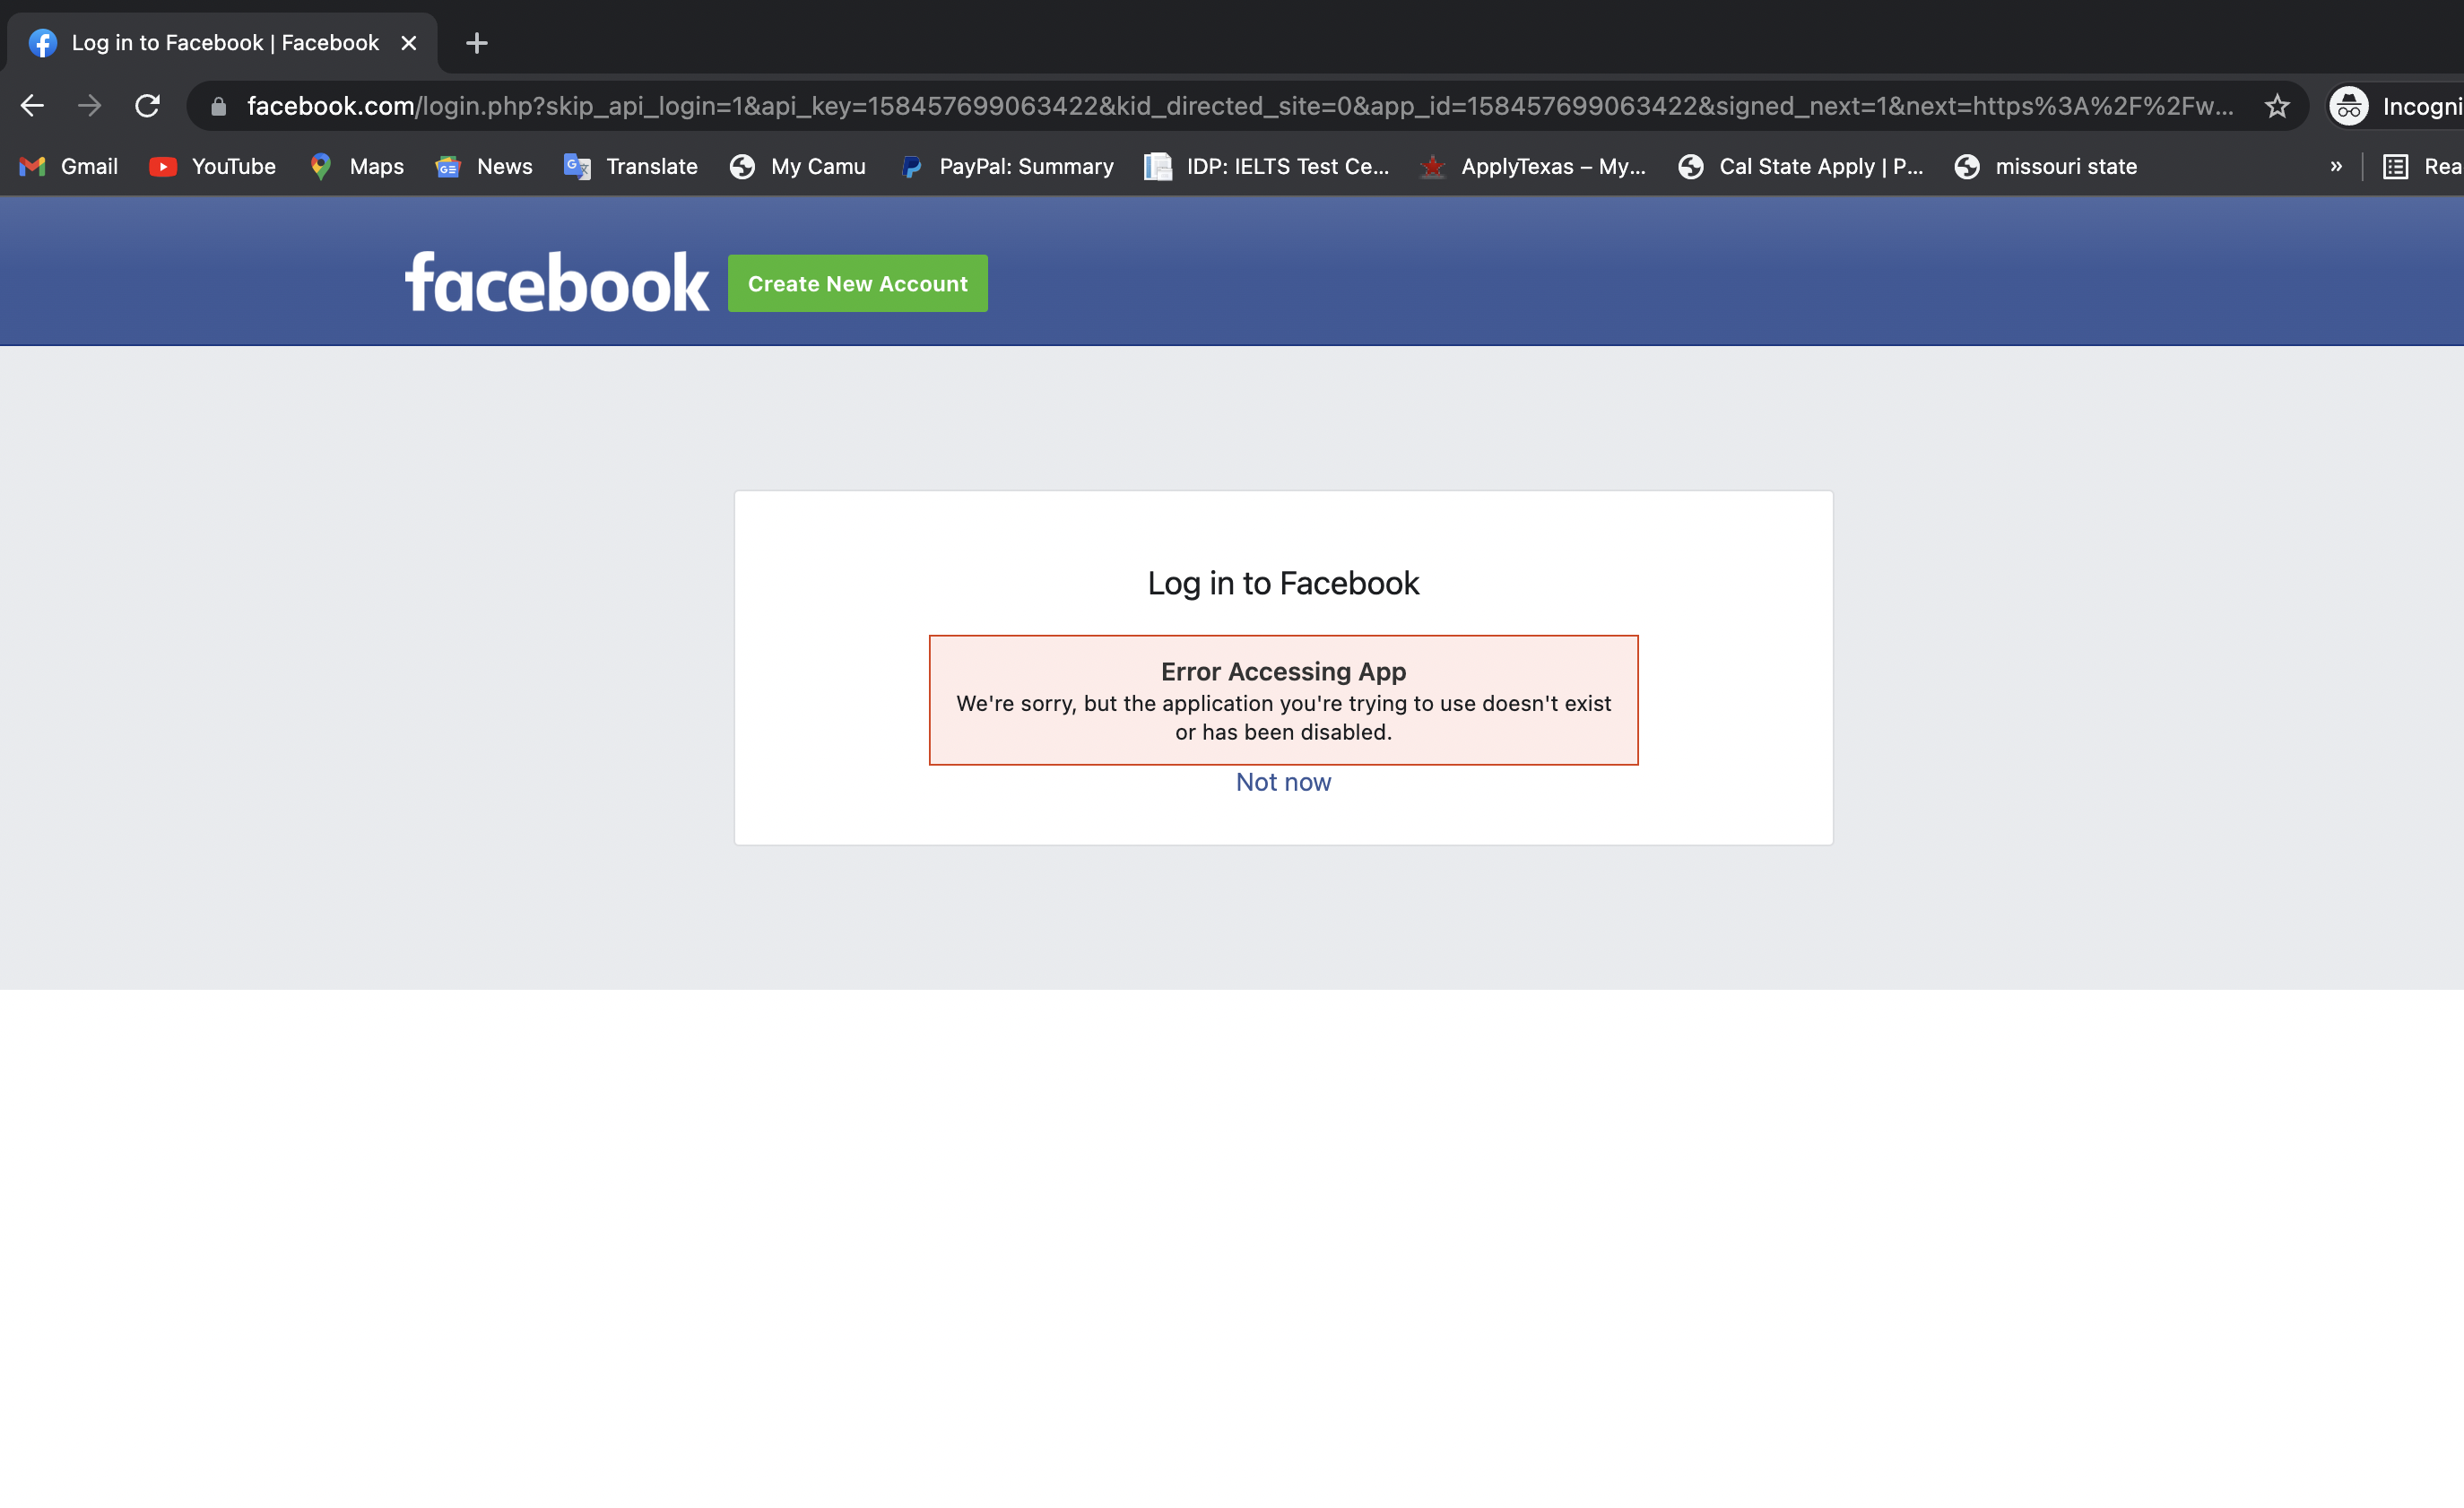 Log in to Facebook | Facebook
facebook.com/login.php?skip_api_login=1&api_key=158457699063422&kid_directed_site=0&app_id=158457699063422&signed_next=1&next=https%3A%2F%2Fw... Incogni
Gmail YouTube Maps News Translate My Camu PayPal: Summary IDP: IELTS Test Ce... ApplyTexas – My... Cal State Apply | P... missouri state » Rea
facebook Create New Account
Log in to Facebook
Error Accessing App
We're sorry, but the application you're trying to use doesn't exist
or has been disabled.
Not now